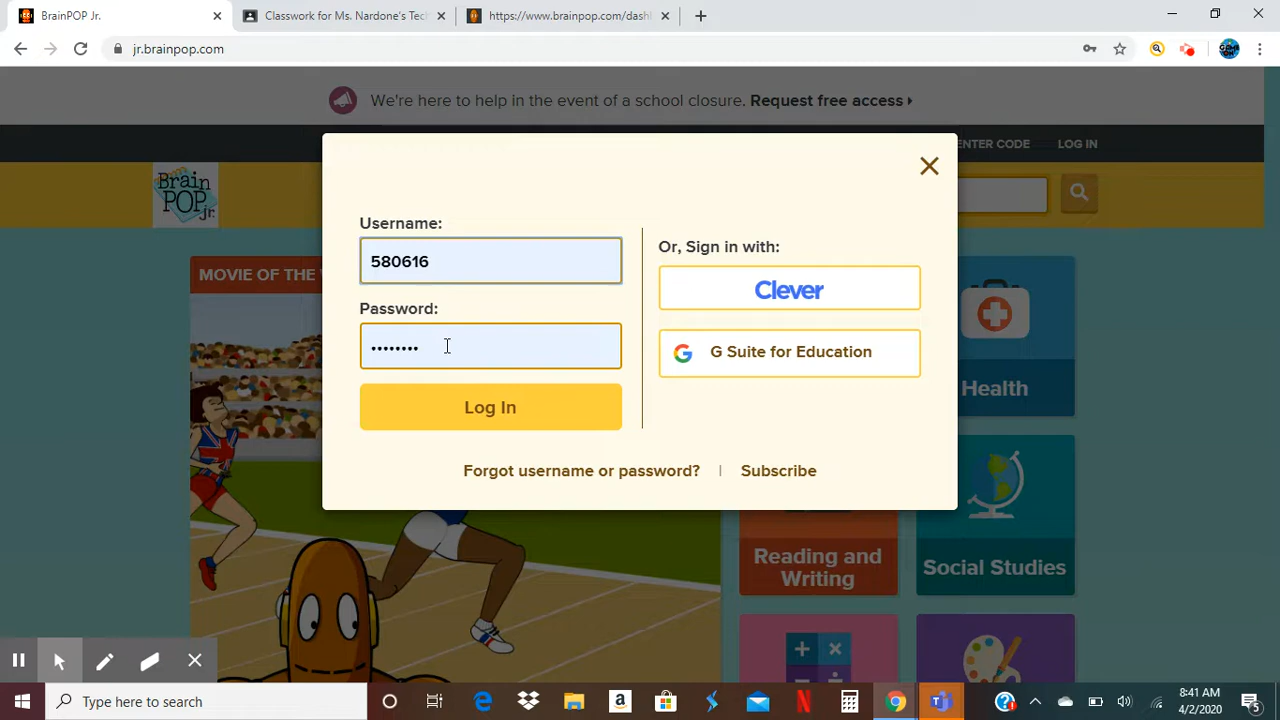 BrainPOP Jr.
Classwork for Ms. Nardone's Tech
https://www.brainpop.com/dashl
jr.brainpop.com
We're here to help in the event of a school closure. Request free access
ENTER CODE
LOG IN
Brain
POP
jr.
MOVIE OF THE
Username:
580616
Password:
••••••••
Log In
Or, Sign in with:
Clever
G Suite for Education
Forgot username or password? | Subscribe
Health
Reading and
Writing
Social Studies
Type here to search
8:41 AM
4/2/2020
5